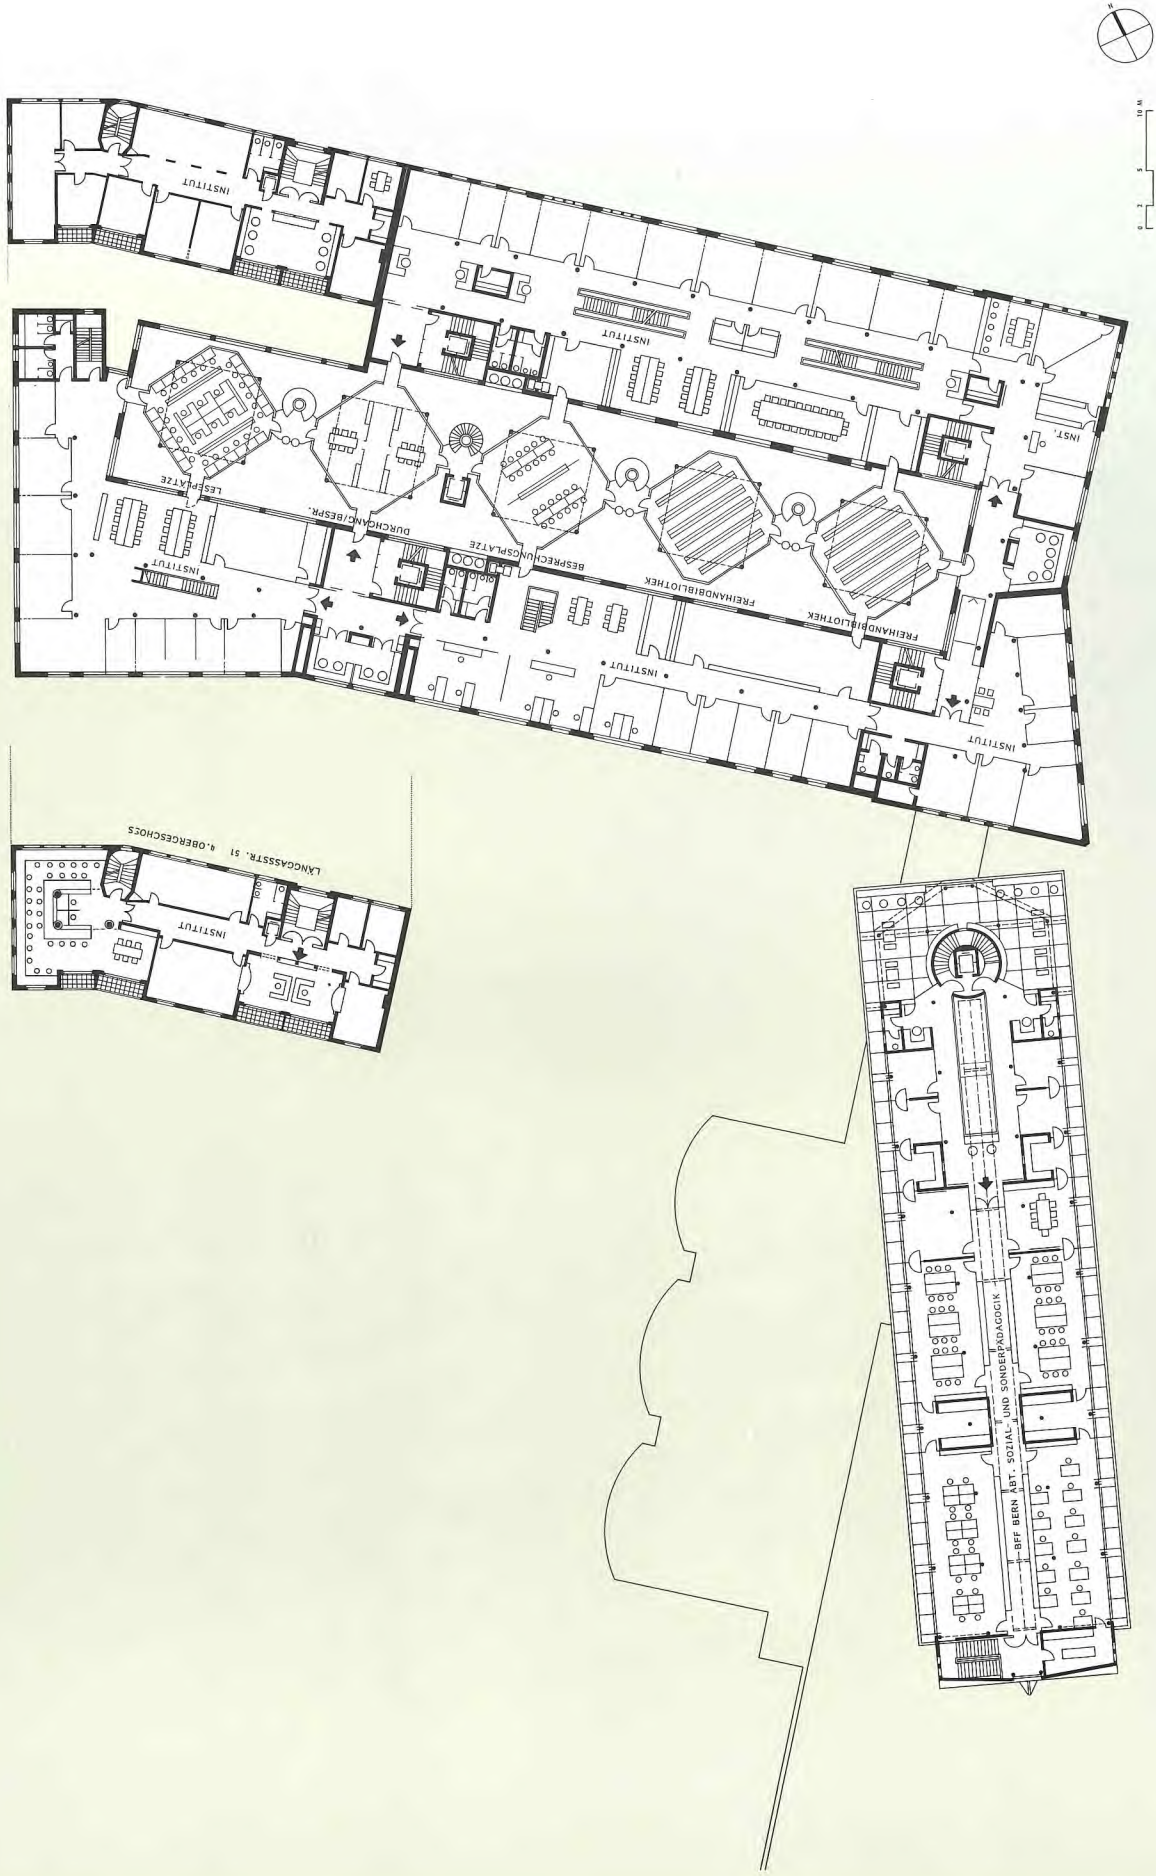 N
10 M
5
2
0
INSTITUT
INSTITUT
INST.
LESEPLÄTZE
DURCHGANG/BESPR.
BESPRECHUNGSPLÄTZE
FREIHANDBIBLIOTHEK
FREIHANDBIBLIOTHEK
INSTITUT
INSTITUT
INSTITUT
LÄNGGASSSTR. 51 4.OBERGESCHOSS
INSTITUT
BFF BERN ABT. SOZIAL- UND SONDERPÄDAGOGIK